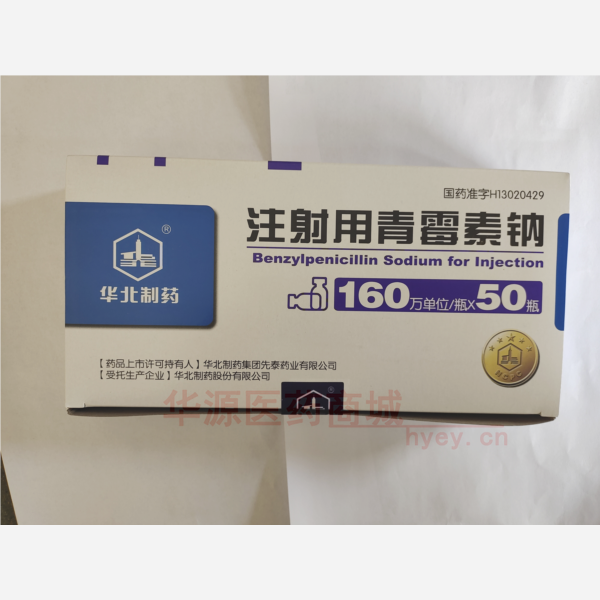 国药准字H13020429
注射用青霉素钠
Benzylpenicillin Sodium for Injection
®
华北制药
160万单位/瓶X50瓶
【药品上市许可持有人】华北制药集团先泰药业有限公司
【受托生产企业】华北制药股份有限公司
华源医药商城
hyey.cn